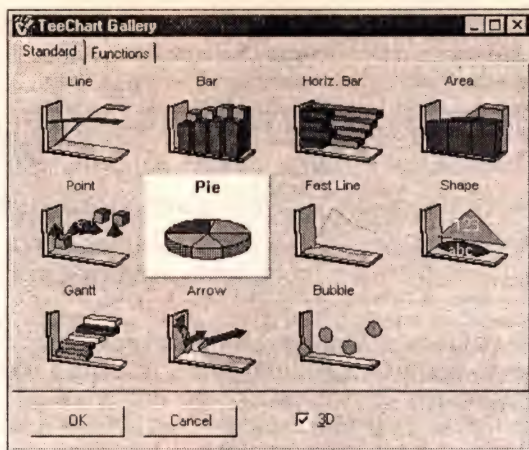 TeeChart Gallery
Standard Functions
Line Bar Horiz. Bar Area
Point Pie Fast Line Shape
123
abc
Gantt Arrow Bubble
OK Cancel 3D